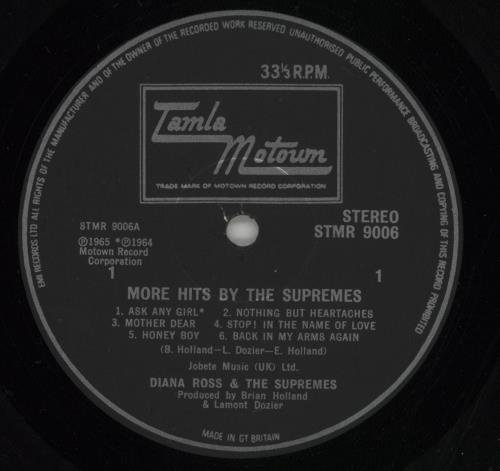 EMI RECORDS LTD ALL RIGHTS OF THE MANUFACTURER AND OF THE OWNER OF THE RECORDED WORK RESERVED UNAUTHORISED PUBLIC PERFORMANCE BROADCASTING AND COPYING OF THIS RECORD PROHIBITED
33⅓ R.P.M.
Tamla
Motown
TRADE MARK OF MOTOWN RECORD CORPORATION
STMR 9006A
℗1965 *℗1964
Motown Record
Corporation
1
STEREO
STMR 9006
1
MORE HITS BY THE SUPREMES
1. ASK ANY GIRL* 2. NOTHING BUT HEARTACHES
3. MOTHER DEAR 4. STOP! IN THE NAME OF LOVE
5. HONEY BOY 6. BACK IN MY ARMS AGAIN
(B. Holland—L. Dozier—E. Holland)
Jobete Music (UK) Ltd.
DIANA ROSS & THE SUPREMES
Produced by Brian Holland
& Lamont Dozier
MADE IN GT BRITAIN